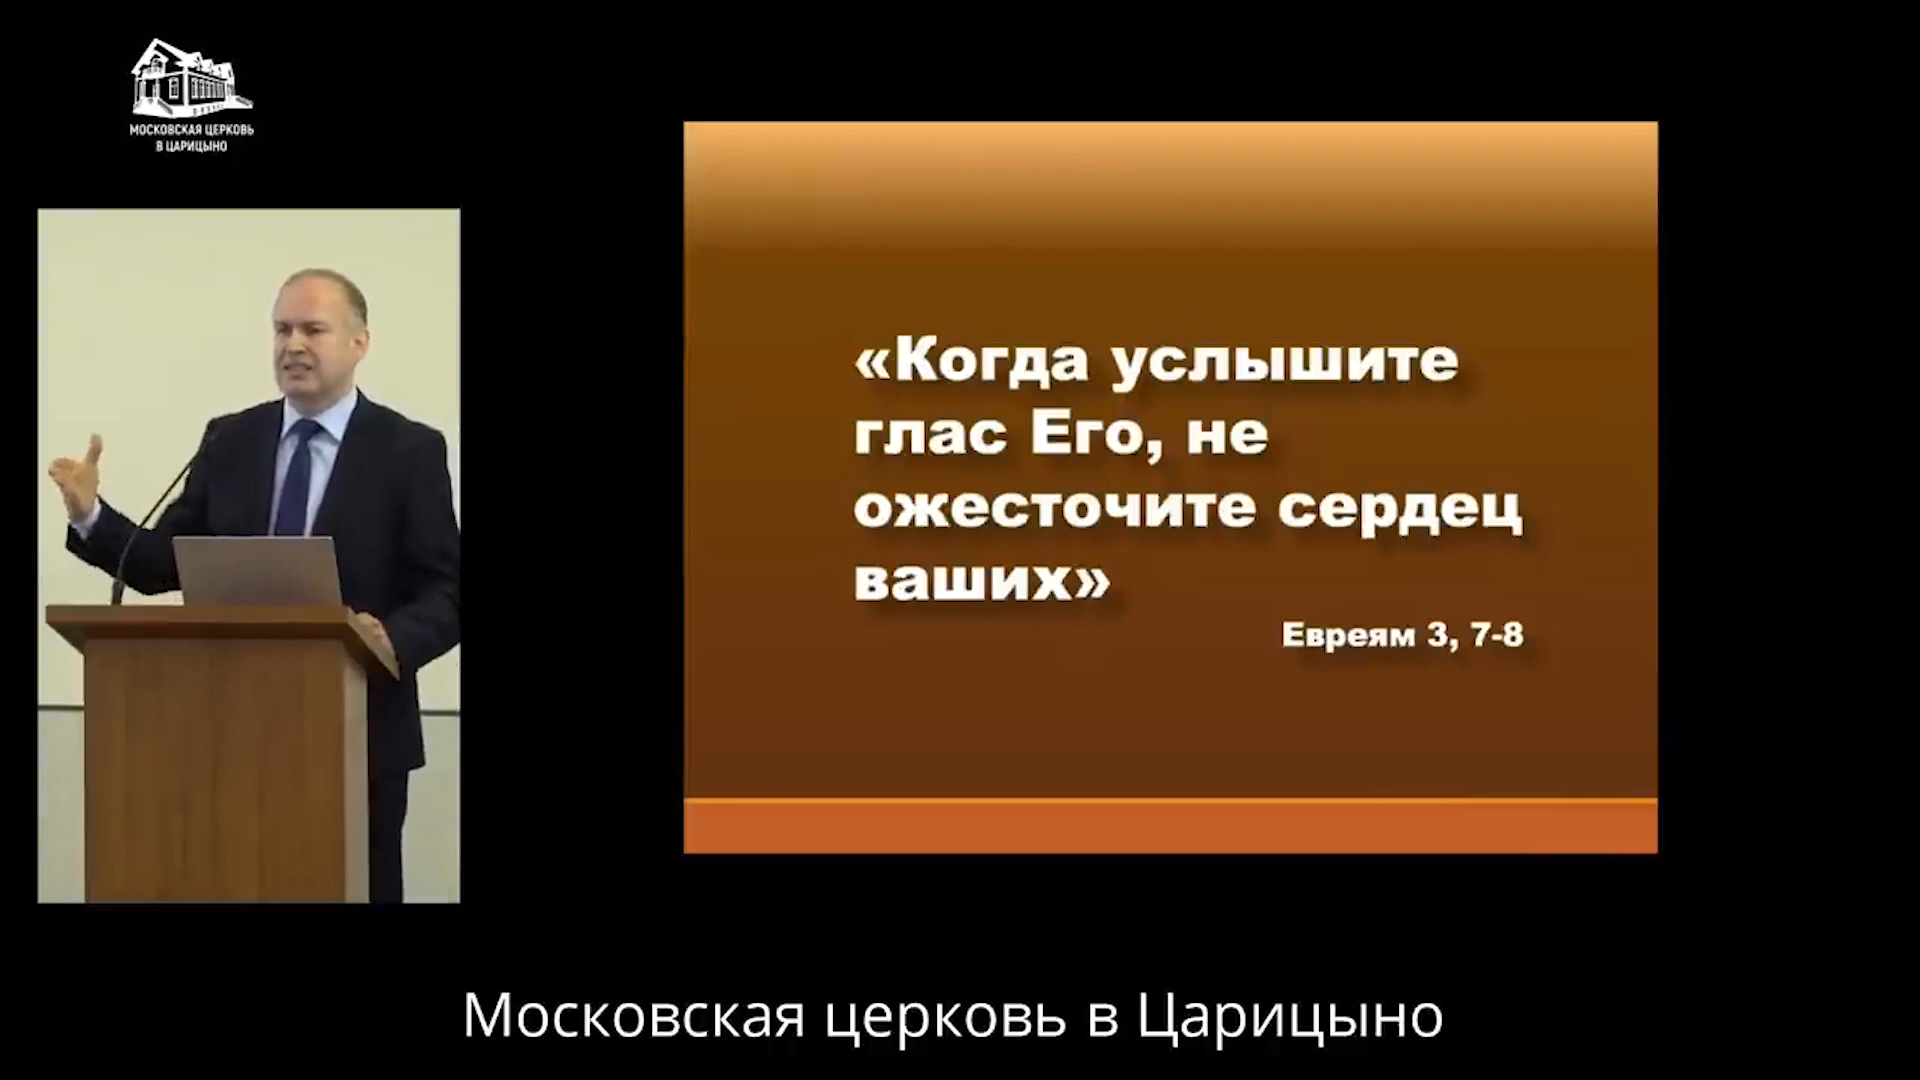 МОСКОВСКАЯ ЦЕРКОВЬ
В ЦАРИЦЫНО
«Когда услышите
глас Его, не
ожесточите сердец
ваших»
Евреям 3, 7-8
Московская церковь в Царицыно